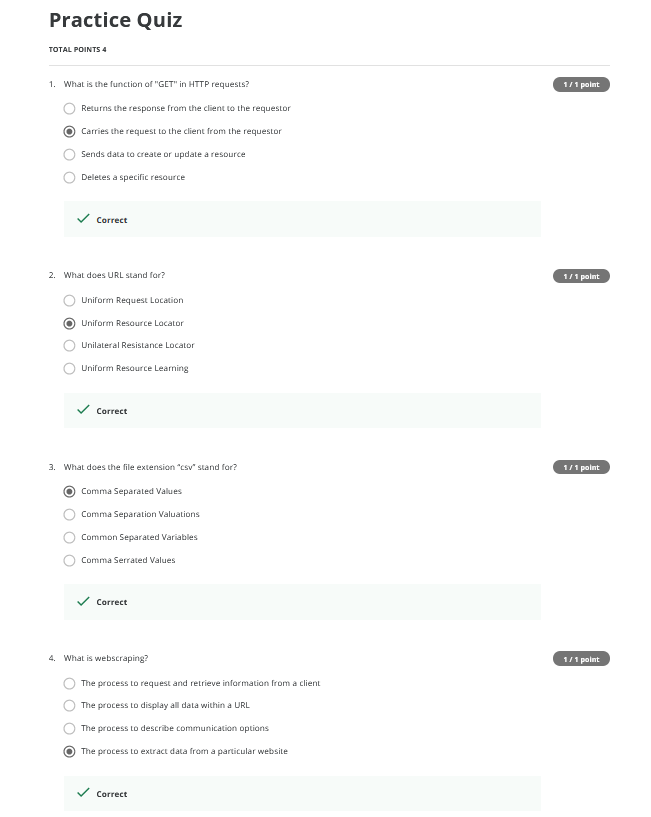 Practice Quiz
TOTAL POINTS 4
1. What is the function of "GET" in HTTP requests?
1 / 1 point
Returns the response from the client to the requestor
Carries the request to the client from the requestor
Sends data to create or update a resource
Deletes a specific resource
Correct
2. What does URL stand for?
1 / 1 point
Uniform Request Location
Uniform Resource Locator
Unilateral Resistance Locator
Uniform Resource Learning
Correct
3. What does the file extension “csv” stand for?
1 / 1 point
Comma Separated Values
Comma Separation Valuations
Common Separated Variables
Comma Serrated Values
Correct
4. What is webscraping?
1 / 1 point
The process to request and retrieve information from a client
The process to display all data within a URL
The process to describe communication options
The process to extract data from a particular website
Correct